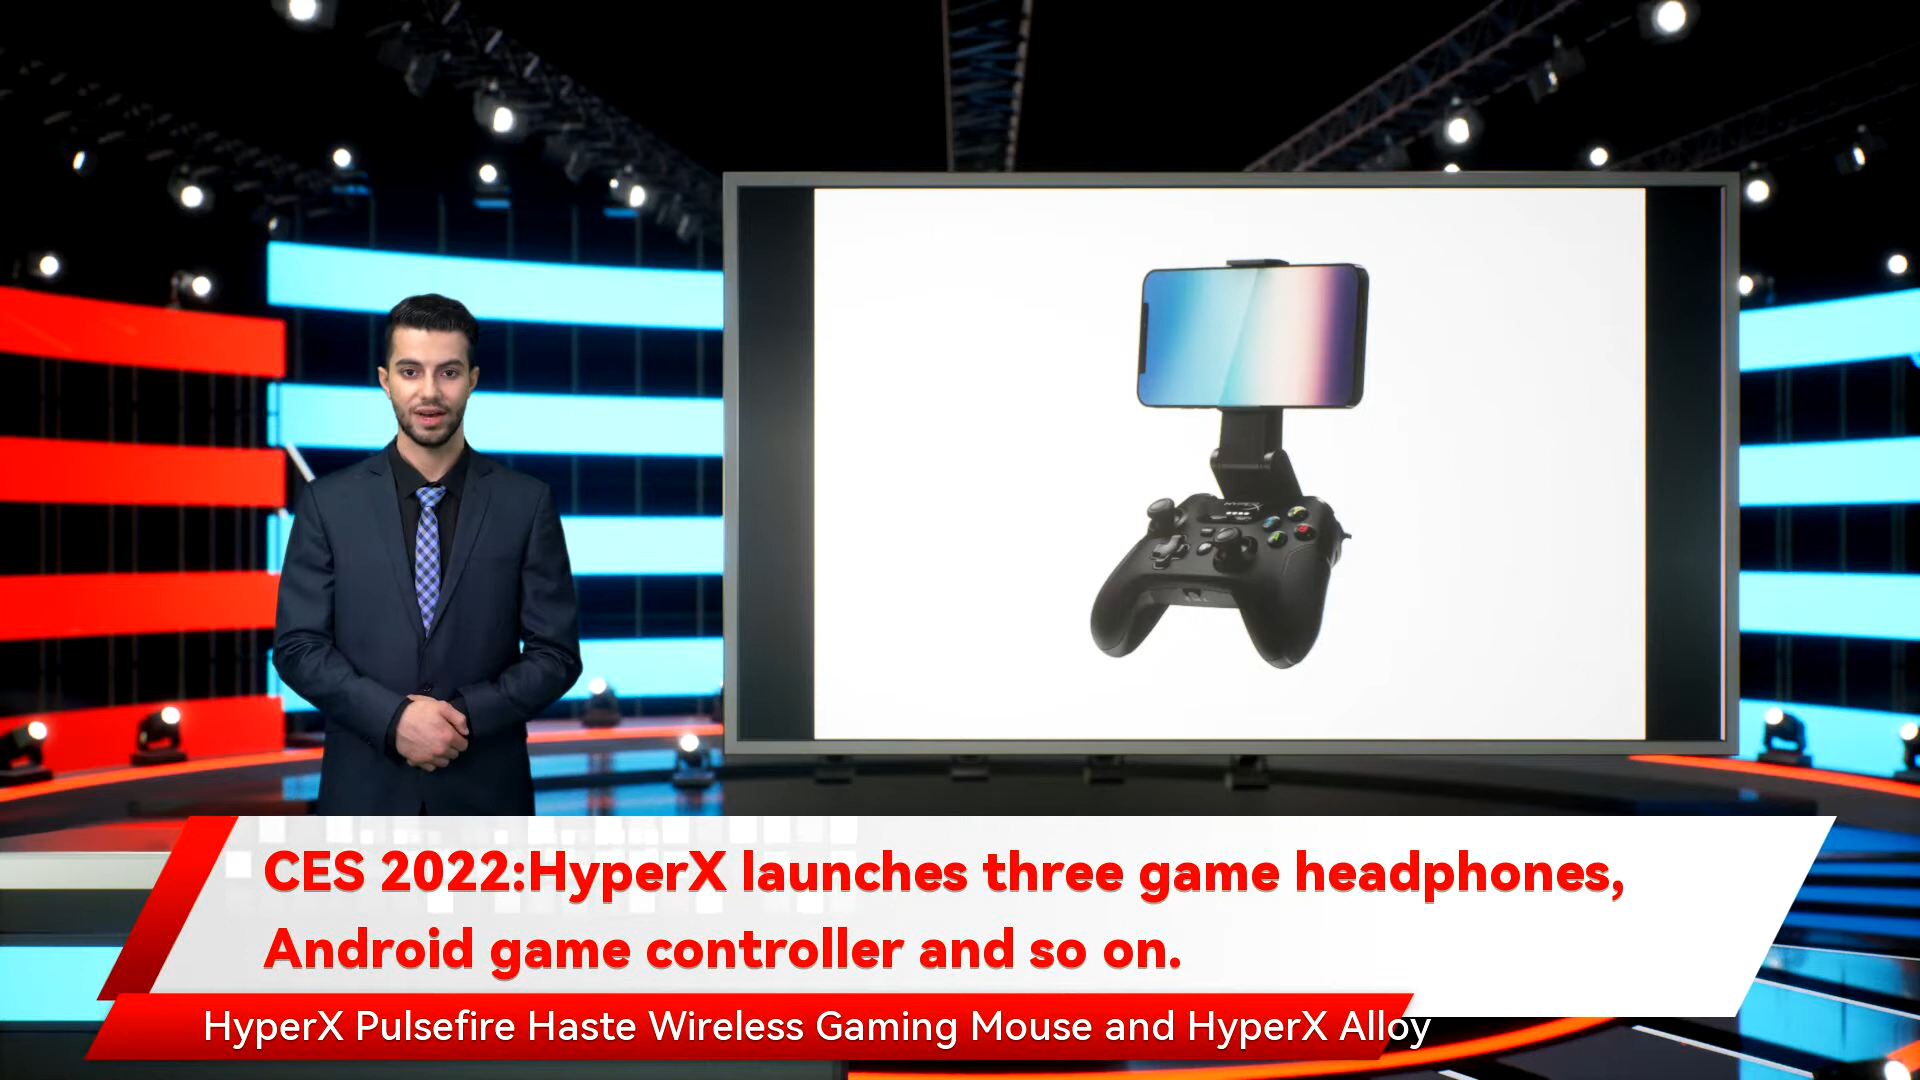 CES 2022:HyperX launches three game headphones,
Android game controller and so on.
HyperX Pulsefire Haste Wireless Gaming Mouse and HyperX Alloy